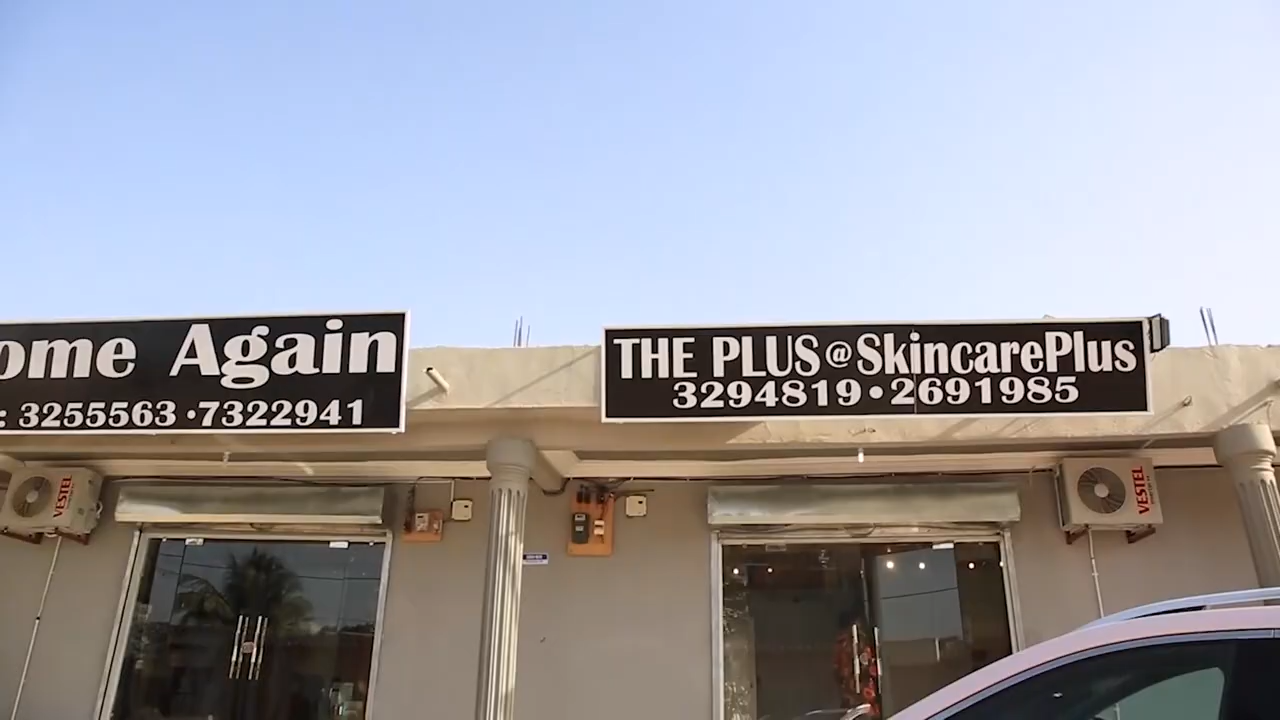 ome Again
: 3255563 • 7322941
THE PLUS@SkincarePlus
3294819 • 2691985
VESTEL
VESTEL